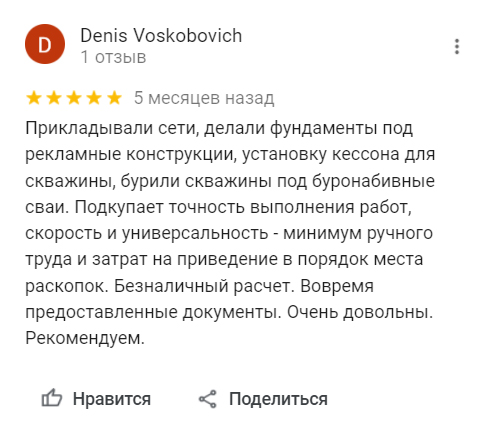 D
Denis Voskobovich
1 отзыв
5 месяцев назад
Прикладывали сети, делали фундаменты под
рекламные конструкции, установку кессона для
скважины, бурили скважины под буронабивные
сваи. Подкупает точность выполнения работ,
скорость и универсальность - минимум ручного
труда и затрат на приведение в порядок места
раскопок. Безналичный расчет. Вовремя
предоставленные документы. Очень довольны.
Рекомендуем.
Нравится Поделиться